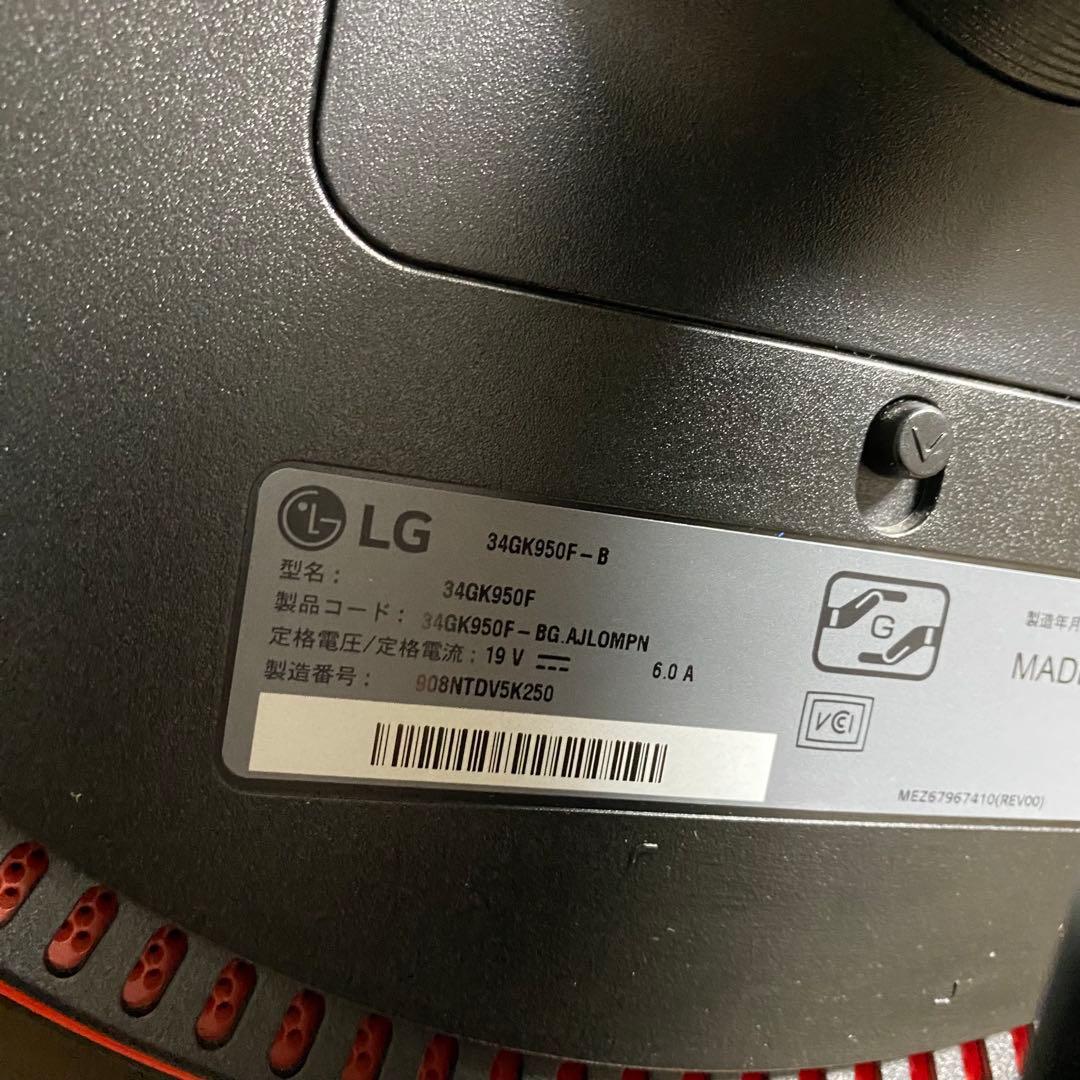 LG 34GK950F-B
型名: 34GK950F
製品コード: 34GK950F-BG.AJLOMPN
定格電圧/定格電流: 19 V 6.0 A
製造番号: 908NTDV5K250
G
VCI
製造年月
MADE
MEZ67967410(REV00)